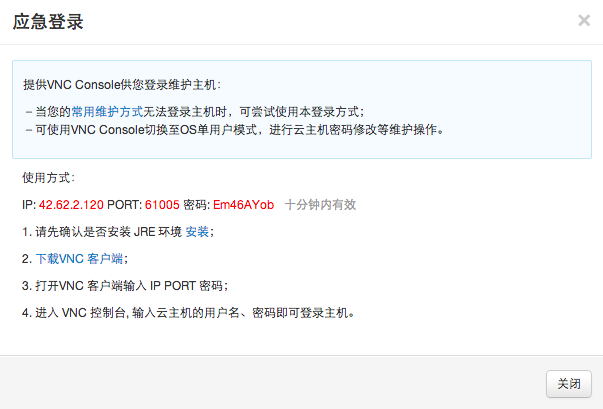 应急登录
×
提供VNC Console供您登录维护主机：
– 当您的常用维护方式无法登录主机时，可尝试使用本登录方式；
– 可使用VNC Console切换至OS单用户模式，进行云主机密码修改等维护操作。
使用方式：
IP: 42.62.2.120 PORT: 61005 密码: Em46AYob 十分钟内有效
1. 请先确认是否安装 JRE 环境 安装；
2. 下载VNC 客户端；
3. 打开VNC 客户端输入 IP PORT 密码；
4. 进入 VNC 控制台, 输入云主机的用户名、密码即可登录主机。
关闭